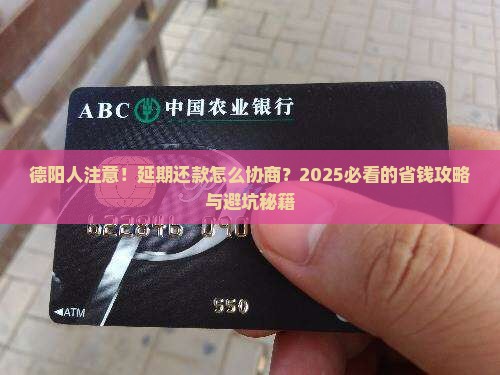 ABC 中国农业银行
德阳人注意！延期还款怎么协商？2025必看的省钱攻略
与避坑秘籍
622846 090
550
◄ATM